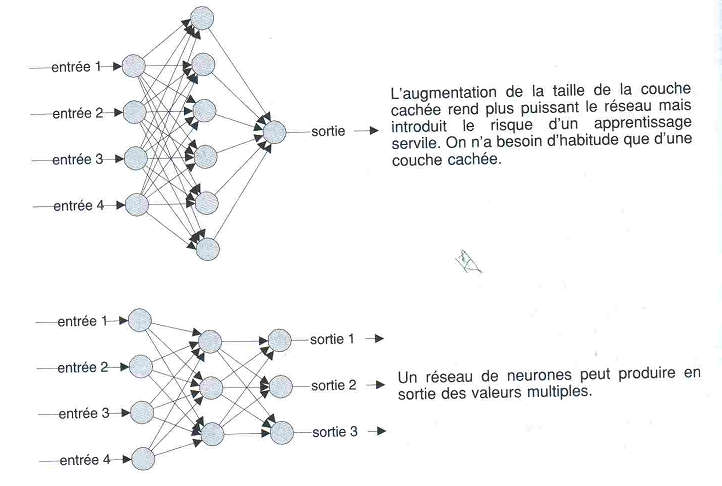 entrée 1
entrée 2
entrée 3
entrée 4
sortie
L'augmentation de la taille de la couche
cachée rend plus puissant le réseau mais
introduit le risque d'un apprentissage
servile. On n'a besoin d'habitude que d'une
couche cachée.
entrée 1
entrée 2
entrée 3
entrée 4
sortie 1
sortie 2
sortie 3
Un réseau de neurones peut produire en
sortie des valeurs multiples.